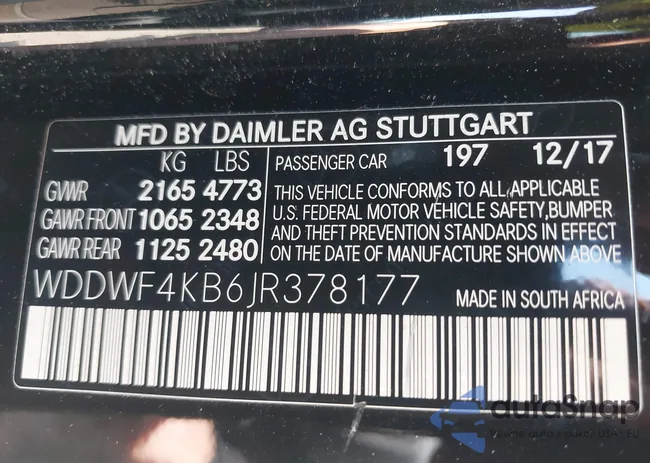 MFD BY DAIMLER AG STUTTGART
KG LBS
GVWR 2165 4773
GAWR FRONT 1065 2348
GAWR REAR 1125 2480
PASSENGER CAR 197 12/17
THIS VEHICLE CONFORMS TO ALL APPLICABLE
U.S. FEDERAL MOTOR VEHICLE SAFETY, BUMPER
AND THEFT PREVENTION STANDARDS IN EFFECT
ON THE DATE OF MANUFACTURE SHOWN ABOVE.
WDDWF4KB6JR378177
MADE IN SOUTH AFRICA
autoSnap